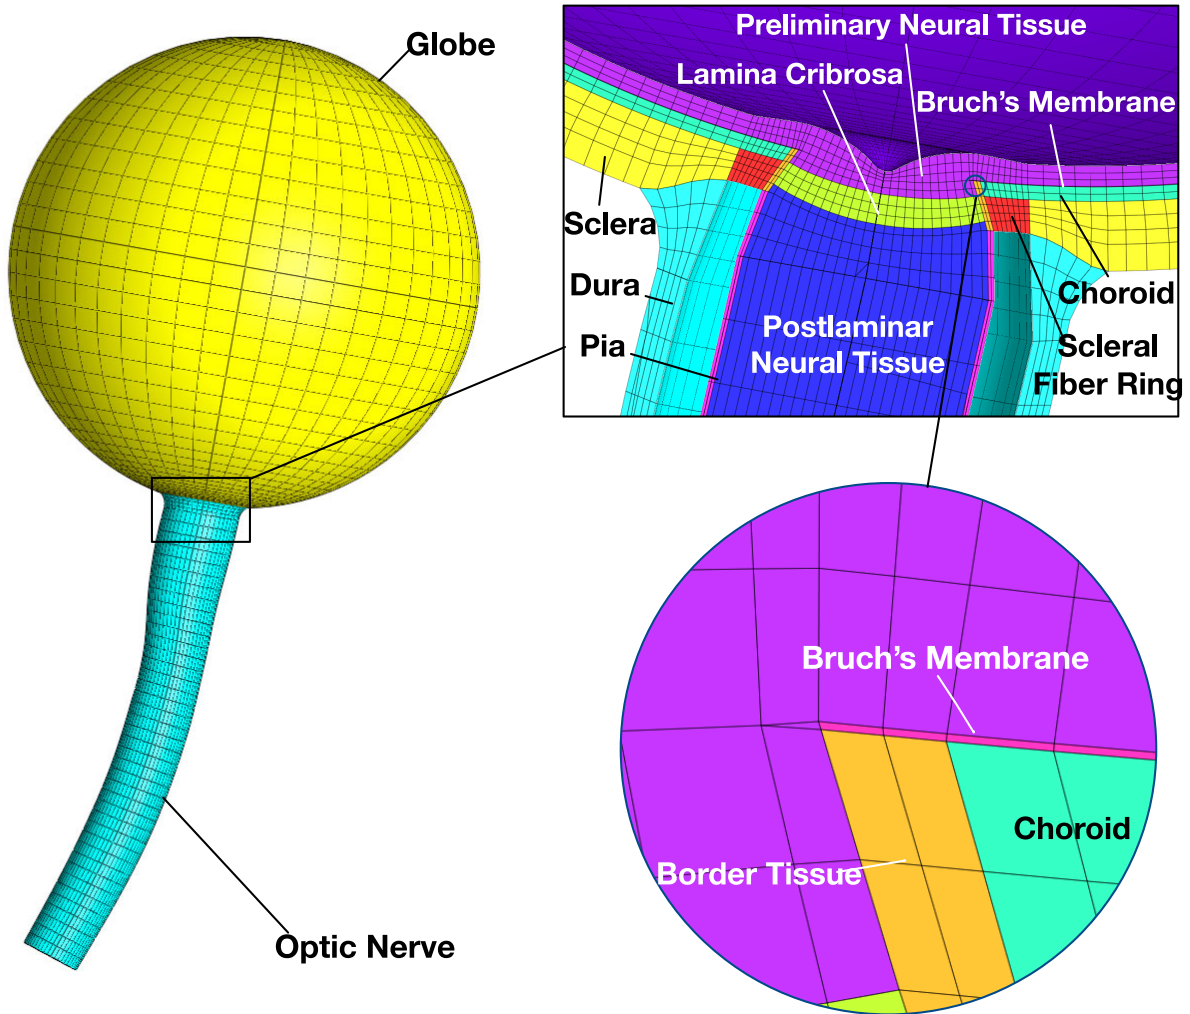 Globe
Optic Nerve
Preliminary Neural Tissue
Lamina Cribrosa
Bruch's Membrane
Sclera
Dura
Pia
Postlaminar
Neural Tissue
Choroid
Scleral
Fiber Ring
Bruch's Membrane
Choroid
Border Tissue